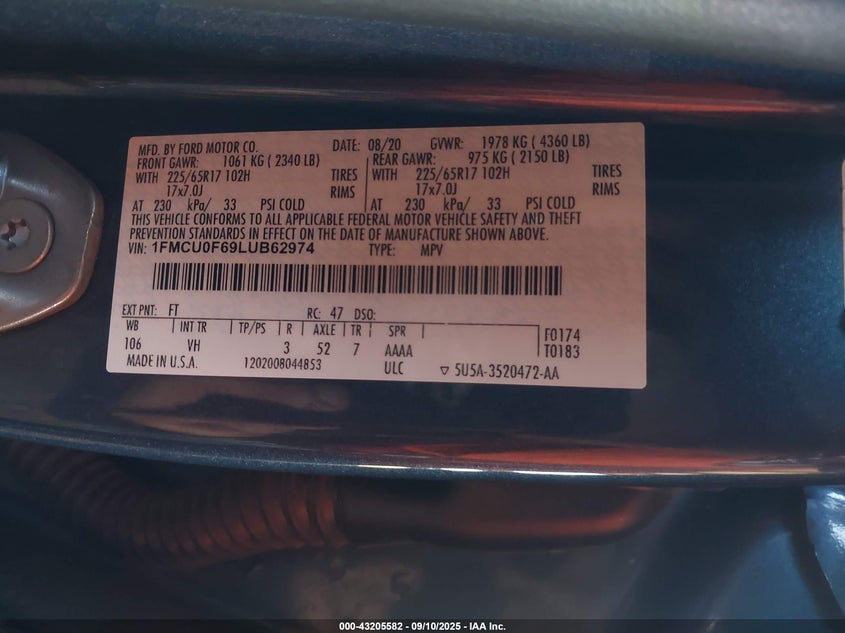 MFD. BY FORD MOTOR CO. DATE: 08/20 GVWR: 1978 KG ( 4360 LB)
FRONT GAWR: 1061 KG ( 2340 LB) REAR GAWR: 975 KG ( 2150 LB)
WITH 225/65R17 102H TIRES WITH 225/65R17 102H TIRES
17x7.0J RIMS 17x7.0J RIMS
AT 230 kPa/ 33 PSI COLD AT 230 kPa/ 33 PSI COLD
THIS VEHICLE CONFORMS TO ALL APPLICABLE FEDERAL MOTOR VEHICLE SAFETY AND THEFT
PREVENTION STANDARDS IN EFFECT ON THE DATE OF MANUFACTURE SHOWN ABOVE.
VIN: 1FMCU0F69LUB62974 TYPE: MPV
EXT PNT: FT RC: 47 DSO:
WB INT TR TP/PS R AXLE TR SPR F0174
106 VH 3 52 7 AAAA T0183
MADE IN U.S.A. 1202008044853 ULC ▽ 5U5A-3520472-AA
000-43205582 - 09/10/2025 - IAA Inc.